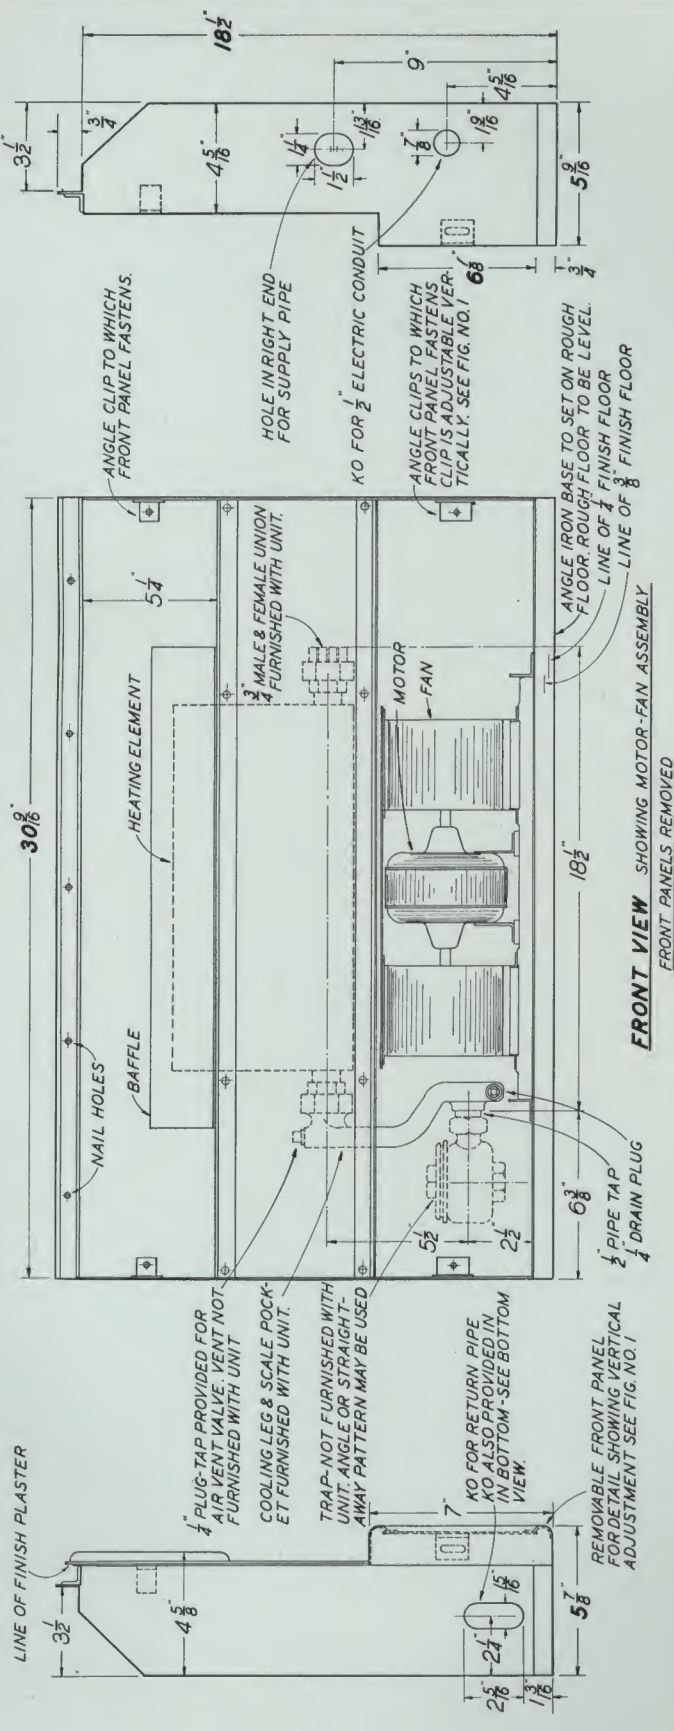 LINE OF FINISH PLASTER
3 1/2"
4 5/8"
7"
2 1/4"
15/16"
2 5/16"
1 3/16"
5 7/8"
1/4" PLUG-TAP PROVIDED FOR
AIR VENT VALVE. VENT NOT
FURNISHED WITH UNIT
COOLING LEG & SCALE POCK-
ET FURNISHED WITH UNIT.
TRAP-NOT FURNISHED WITH
UNIT. ANGLE OR STRAIGHT-
AWAY PATTERN MAY BE USED
KO FOR RETURN PIPE
KO ALSO PROVIDED IN
IN BOTTOM-SEE BOTTOM
VIEW.
REMOVABLE FRONT PANEL
FOR DETAIL SHOWING VERTICAL
ADJUSTMENT SEE FIG. NO. 1
30 9/16"
NAIL HOLES
BAFFLE
HEATING ELEMENT
5 1/4"
3/4" MALE & FEMALE UNION
FURNISHED WITH UNIT.
MOTOR
FAN
5 1/2"
2 1/2"
6 3/8"
18 1/2"
1/2" PIPE TAP
1/4" DRAIN PLUG
FRONT VIEW SHOWING MOTOR-FAN ASSEMBLY
FRONT PANELS REMOVED
ANGLE CLIP TO WHICH
FRONT PANEL FASTENS.
HOLE IN RIGHT END
FOR SUPPLY PIPE
KO FOR 1/2" ELECTRIC CONDUIT
ANGLE CLIPS TO WHICH
FRONT PANEL FASTENS
CLIP IS ADJUSTABLE VER-
TICALLY. SEE FIG. NO. 1
ANGLE IRON BASE TO SET ON ROUGH
FLOOR. ROUGH FLOOR TO BE LEVEL.
LINE OF 1/4" FINISH FLOOR
LINE OF 3/8" FINISH FLOOR
3 1/2"
3/4"
18 1/2"
4 5/16"
1 1/4"
1 1/2"
1 13/16"
9"
7/8"
1 9/16"
4 5/16"
6 1/8"
3/4"
5 9/16"